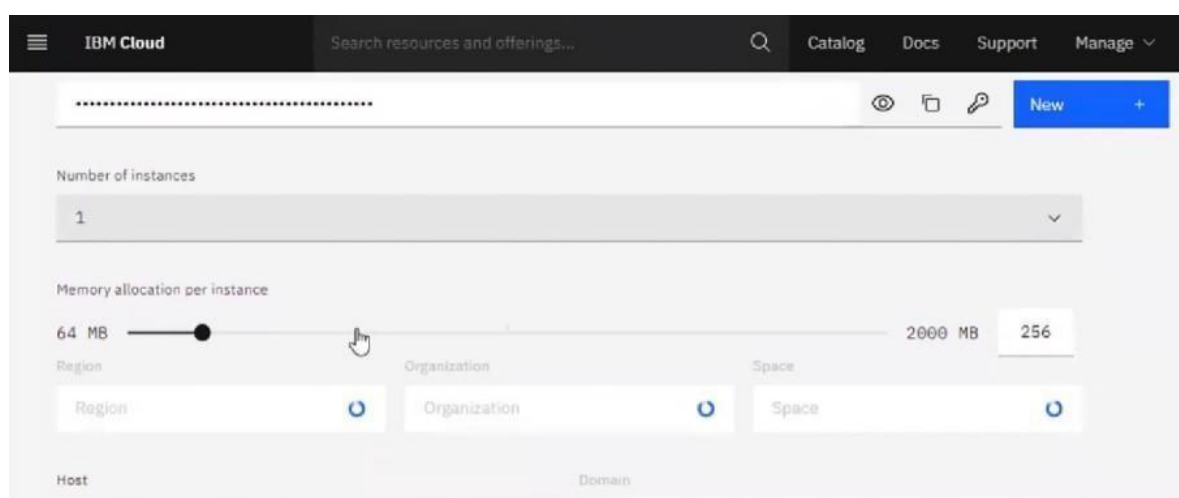 IBM Cloud Search resources and offerings... Catalog Docs Support Manage
New +
Number of instances
1
Memory allocation per instance
64 MB 2000 MB 256
Region Organization Space
Region Organization Space
Host Domain